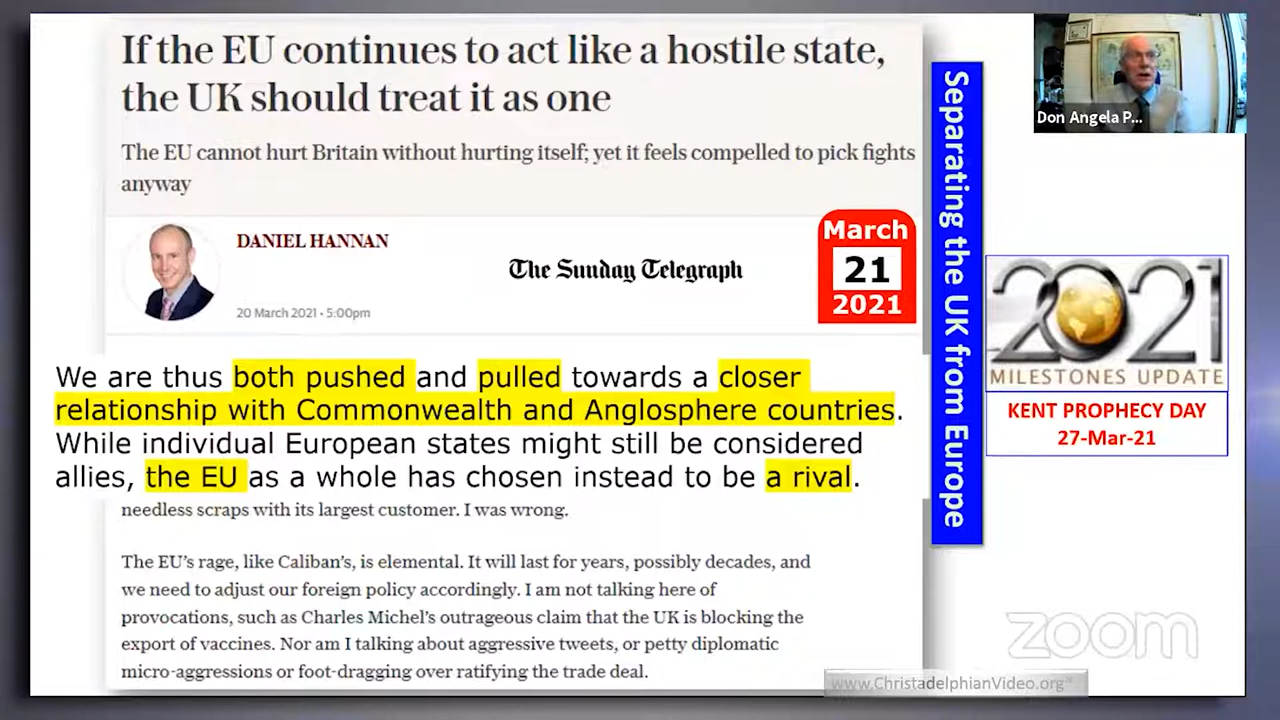 If the EU continues to act like a hostile state,
the UK should treat it as one
The EU cannot hurt Britain without hurting itself; yet it feels compelled to pick fights
anyway
DANIEL HANNAN
The Sunday Telegraph
20 March 2021 • 5:00pm
March
21
2021
We are thus both pushed and pulled towards a closer
relationship with Commonwealth and Anglosphere countries.
While individual European states might still be considered
allies, the EU as a whole has chosen instead to be a rival.
needless scraps with its largest customer. I was wrong.
The EU's rage, like Caliban's, is elemental. It will last for years, possibly decades, and
we need to adjust our foreign policy accordingly. I am not talking here of
provocations, such as Charles Michel's outrageous claim that the UK is blocking the
export of vaccines. Nor am I talking about aggressive tweets, or petty diplomatic
micro-aggressions or foot-dragging over ratifying the trade deal.
Separating the UK from Europe
Don Angela P...
2021
MILESTONES UPDATE
KENT PROPHECY DAY
27-Mar-21
zoom
www.ChristadelphianVideo.org